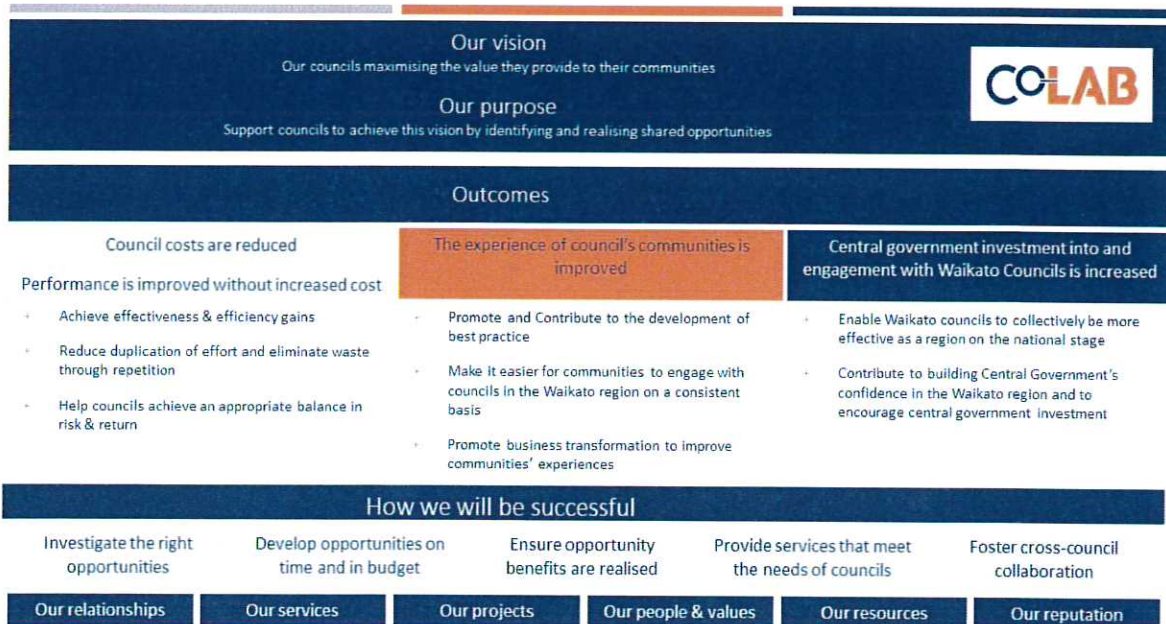 Our vision
Our councils maximising the value they provide to their communities
COLAB
Our purpose
Support councils to achieve this vision by identifying and realising shared opportunities
Outcomes
Council costs are reduced
Performance is improved without increased cost
Achieve effectiveness & efficiency gains
Reduce duplication of effort and eliminate waste
through repetition
Help councils achieve an appropriate balance in
risk & return
The experience of council's communities is
improved
Promote and Contribute to the development of
best practice
Make it easier for communities to engage with
councils in the Waikato region on a consistent
basis
Promote business transformation to improve
communities' experiences
Central government investment into and
engagement with Waikato Councils is increased
Enable Waikato councils to collectively be more
effective as a region on the national stage
Contribute to building Central Government's
confidence in the Waikato region and to
encourage central government investment
How we will be successful
Investigate the right
opportunities
Develop opportunities on
time and in budget
Ensure opportunity
benefits are realised
Provide services that meet
the needs of councils
Foster cross-council
collaboration
Our relationships
Our services
Our projects
Our people & values
Our resources
Our reputation